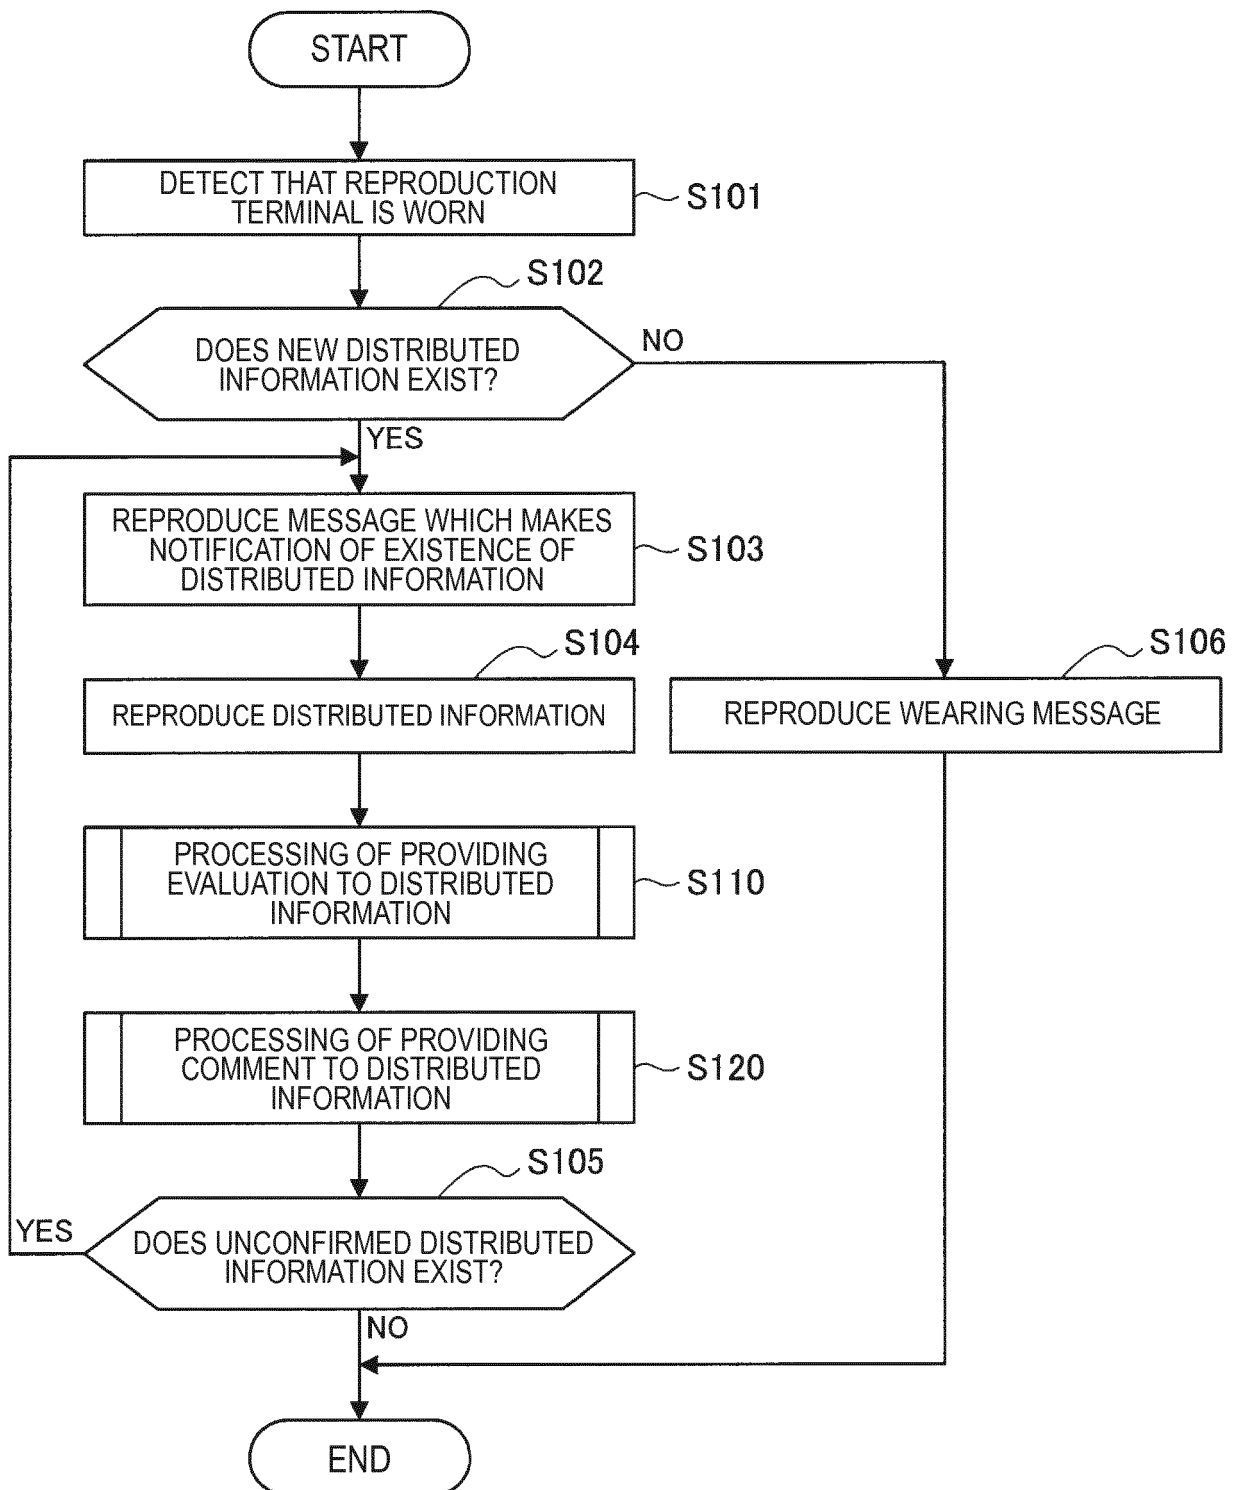 START
DETECT THAT REPRODUCTION
TERMINAL IS WORN
S101
S102
DOES NEW DISTRIBUTED
INFORMATION EXIST?
NO
YES
REPRODUCE MESSAGE WHICH MAKES
NOTIFICATION OF EXISTENCE OF
DISTRIBUTED INFORMATION
S103
S104
REPRODUCE DISTRIBUTED INFORMATION
S106
REPRODUCE WEARING MESSAGE
PROCESSING OF PROVIDING
EVALUATION TO DISTRIBUTED
INFORMATION
S110
PROCESSING OF PROVIDING
COMMENT TO DISTRIBUTED
INFORMATION
S120
S105
YES
DOES UNCONFIRMED DISTRIBUTED
INFORMATION EXIST?
NO
END